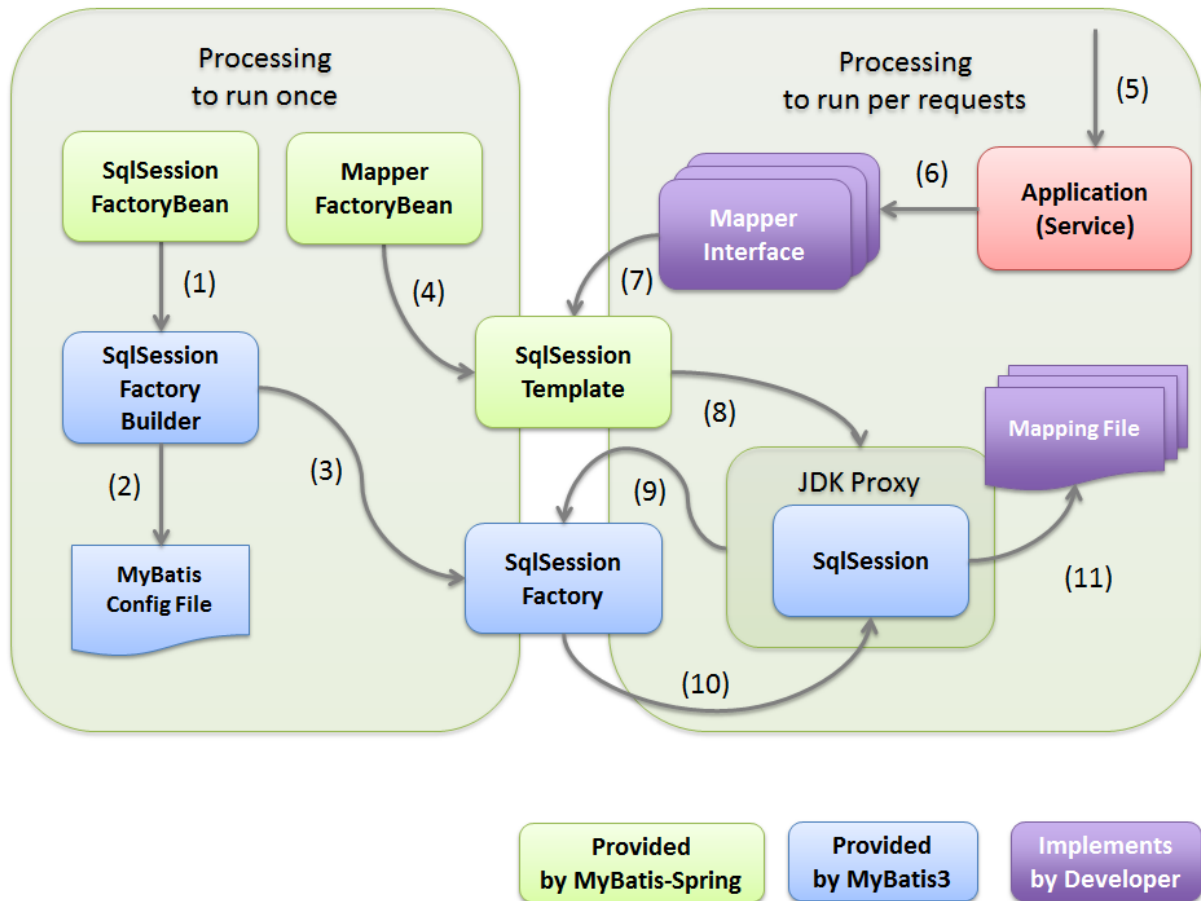 Processing
to run once
Processing
to run per requests
(5)
SqlSession
FactoryBean
Mapper
FactoryBean
Mapper
Interface
(6)
Application
(Service)
(1)
(4)
(7)
SqlSession
Factory
Builder
SqlSession
Template
(8)
Mapping File
(2)
(3)
(9)
JDK Proxy
MyBatis
Config File
SqlSession
Factory
SqlSession
(11)
(10)
Provided
by MyBatis-Spring
Provided
by MyBatis3
Implements
by Developer